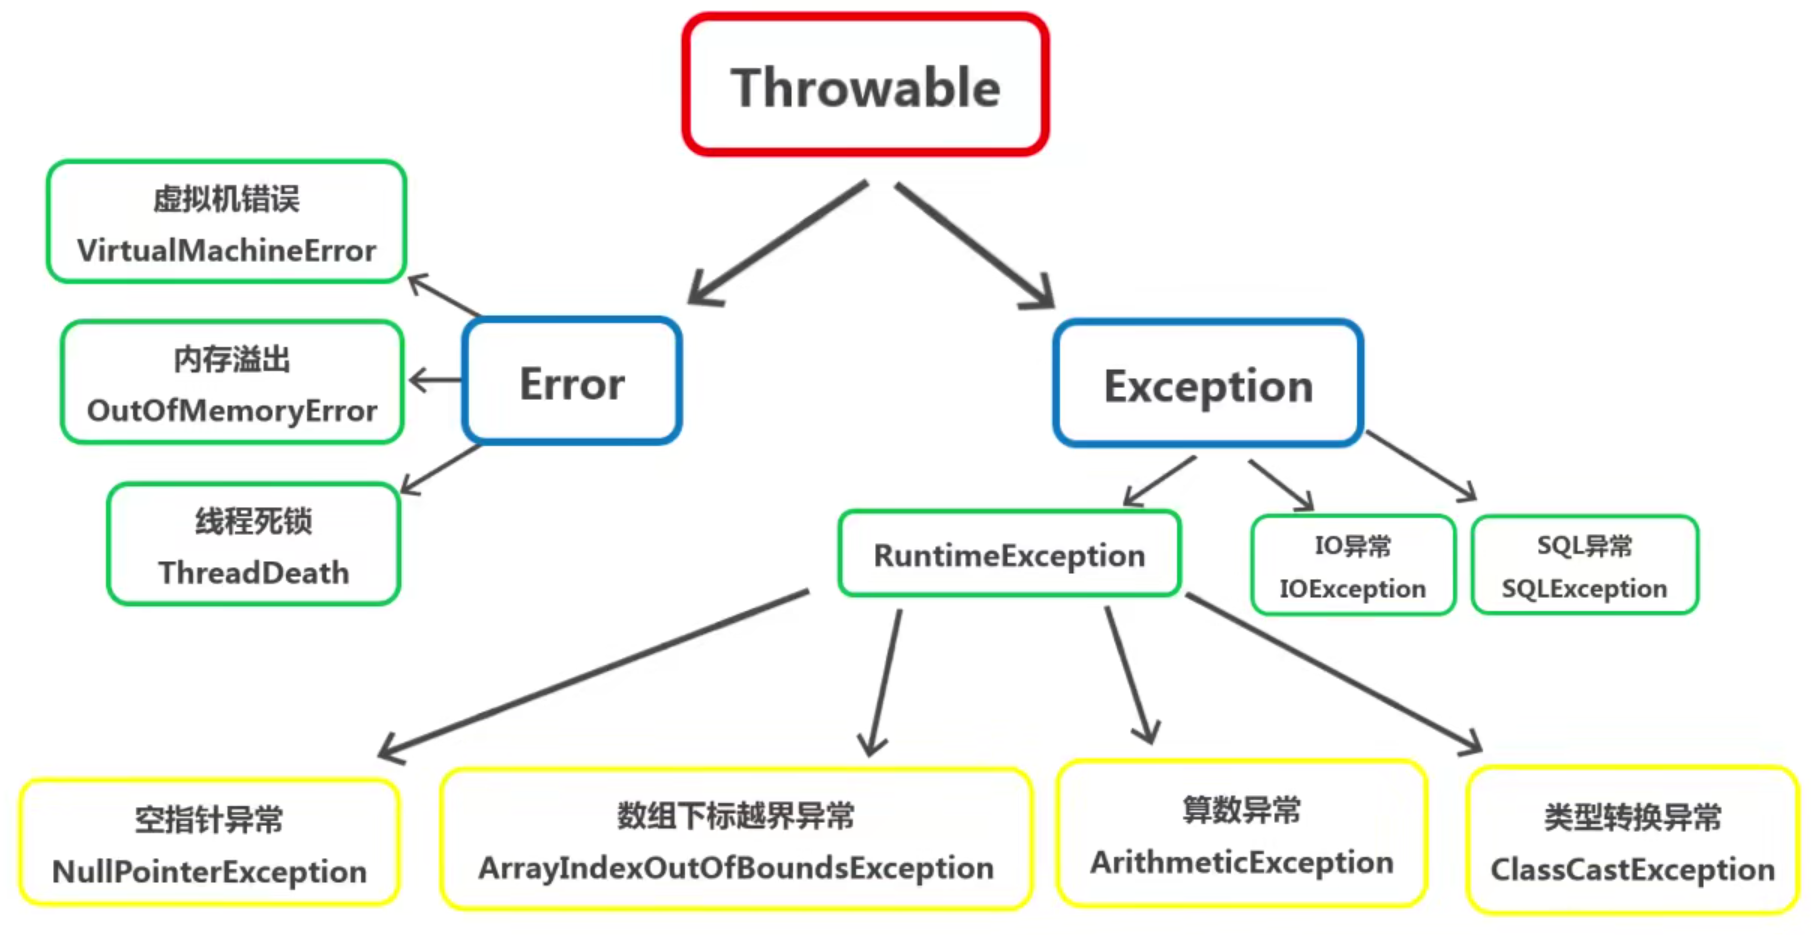 Throwable
虚拟机错误
VirtualMachineError
内存溢出
OutOfMemoryError
线程死锁
ThreadDeath
Error
Exception
RuntimeException
IO异常
IOException
SQL异常
SQLException
空指针异常
NullPointerException
数组下标越界异常
ArrayIndexOutOfBoundsException
算数异常
ArithmeticException
类型转换异常
ClassCastException